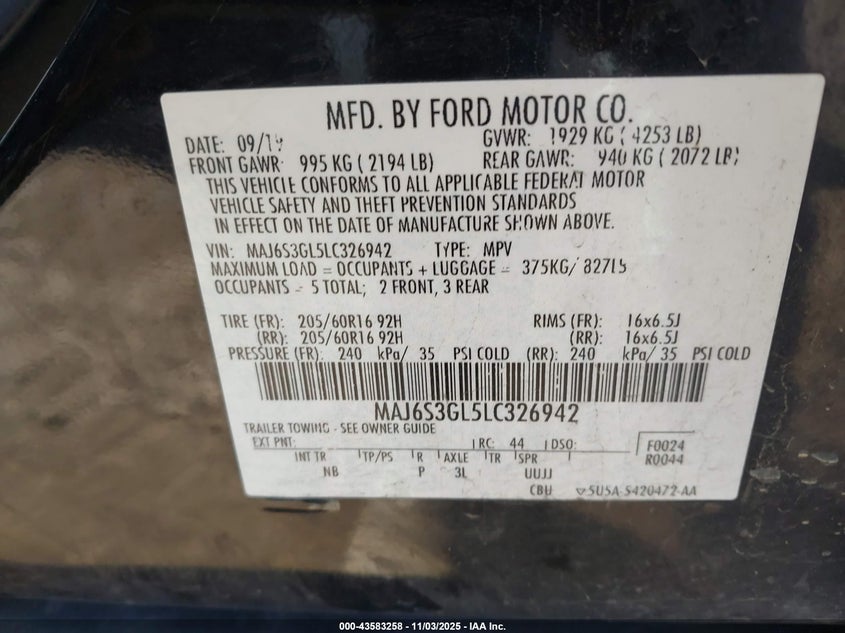 MFD. BY FORD MOTOR CO.
DATE: 09/19 GVWR: 1929 KG ( 4253 LB)
FRONT GAWR: 995 KG ( 2194 LB) REAR GAWR: 940 KG ( 2072 LB)
THIS VEHICLE CONFORMS TO ALL APPLICABLE FEDERAL MOTOR
VEHICLE SAFETY AND THEFT PREVENTION STANDARDS
IN EFFECT ON THE DATE OF MANUFACTURE SHOWN ABOVE.
VIN: MAJ6S3GL5LC326942 TYPE: MPV
MAXIMUM LOAD = OCCUPANTS + LUGGAGE = 375KG/ 827LB
OCCUPANTS = 5 TOTAL; 2 FRONT, 3 REAR
TIRE (FR): 205/60R16 92H RIMS (FR): 16x6.5J
(RR): 205/60R16 92H (RR): 16x6.5J
PRESSURE (FR): 240 kPa/ 35 PSI COLD (RR): 240 kPa/ 35 PSI COLD
MAJ6S3GL5LC326942
TRAILER TOWING - SEE OWNER GUIDE
EXT PNT: RC: 44 DSO: F0024
INT TR TP/PS R AXLE TR SPR R0044
NB P 3L UUJJ
CBU 5U5A-S420472-AA
000-43583258 - 11/03/2025 - IAA Inc.